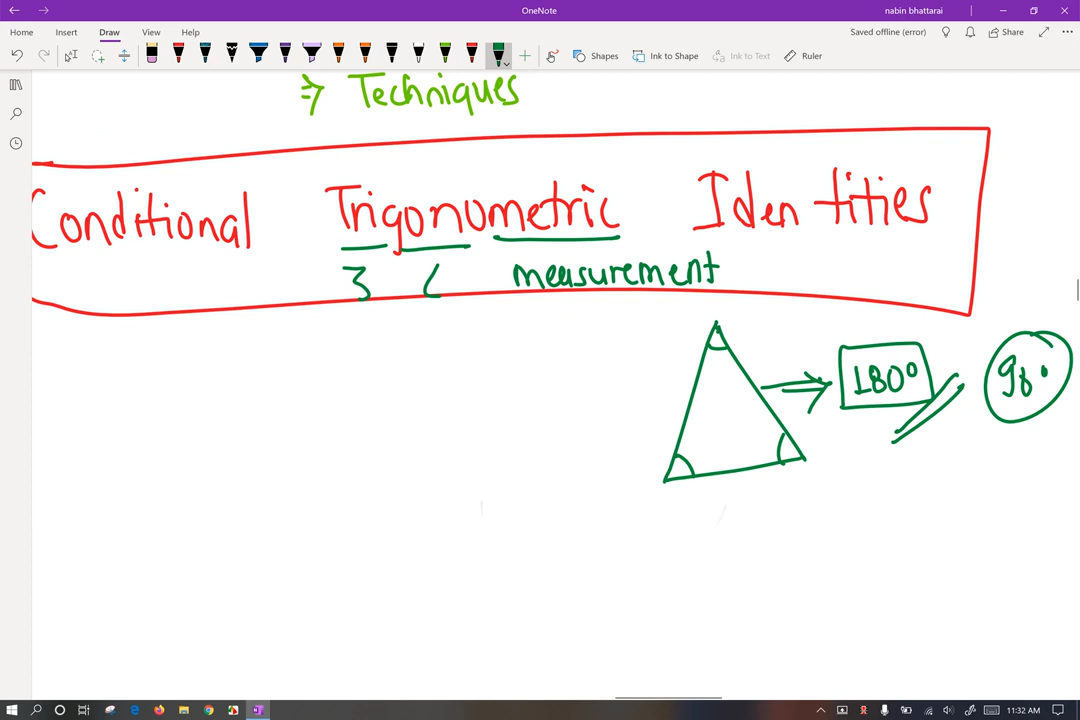 OneNote
nabin bhattarai
Home Insert Draw View Help
Saved offline (error) Share
Shapes Ink to Shape Ink to Text Ruler
⇒ Techniques
Conditional Trigonometric Identities
3 ∠ measurement
180°
90°
11:32 AM